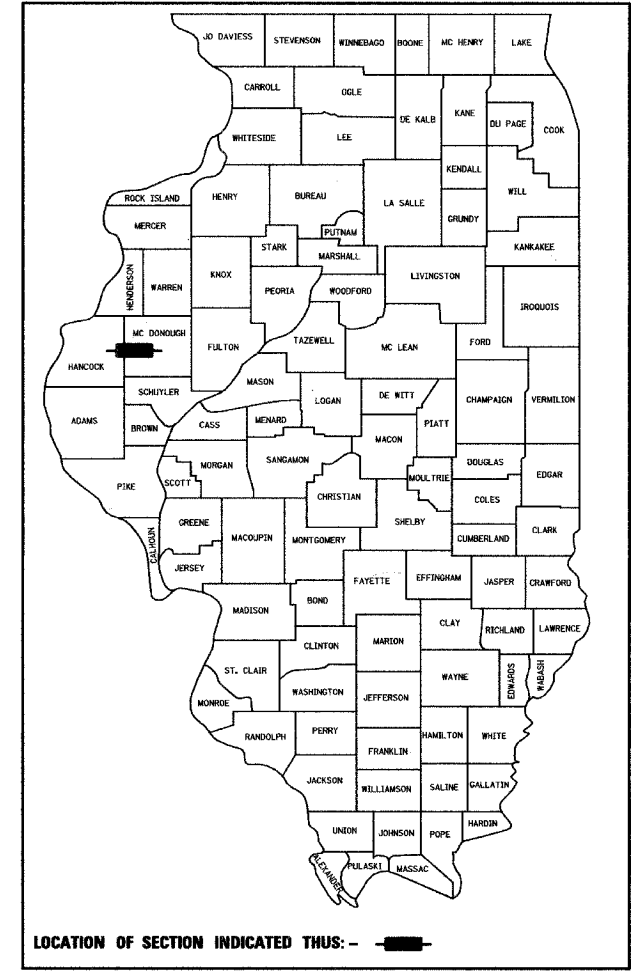 JO DAVIESS
STEVENSON
WINNEBAGO
BOONE
MC HENRY
LAKE
CARROLL
OGLE
DE KALB
KANE
DU PAGE
COOK
WHITESIDE
LEE
KENDALL
WILL
ROCK ISLAND
HENRY
BUREAU
LA SALLE
GRUNDY
MERCER
PUTNAM
STARK
MARSHALL
KANKAKEE
HENDERSON
WARREN
KNOX
PEORIA
WOODFORD
LIVINGSTON
IROQUOIS
MC DONOUGH
HANCOCK
FULTON
TAZEWELL
MC LEAN
FORD
MASON
SCHUYLER
LOGAN
DE WITT
CHAMPAIGN
VERMILION
ADAMS
BROWN
CASS
MENARD
MACON
PIATT
SANGAMON
MORGAN
SCOTT
PIKE
CHRISTIAN
MOULTRIE
DOUGLAS
EDGAR
COLES
SHELBY
GREENE
MACOUPIN
MONTGOMERY
CUMBERLAND
CLARK
CALHOUN
JERSEY
FAYETTE
EFFINGHAM
JASPER
CRAWFORD
MADISON
BOND
CLAY
RICHLAND
LAWRENCE
MARION
CLINTON
ST. CLAIR
WAYNE
EDWARDS
WABASH
WASHINGTON
JEFFERSON
MONROE
RANDOLPH
PERRY
HAMILTON
WHITE
FRANKLIN
JACKSON
WILLIAMSON
SALINE
GALLATIN
HARDIN
UNION
JOHNSON
POPE
ALEXANDER
PULASKI
MASSAC
LOCATION OF SECTION INDICATED THUS: -